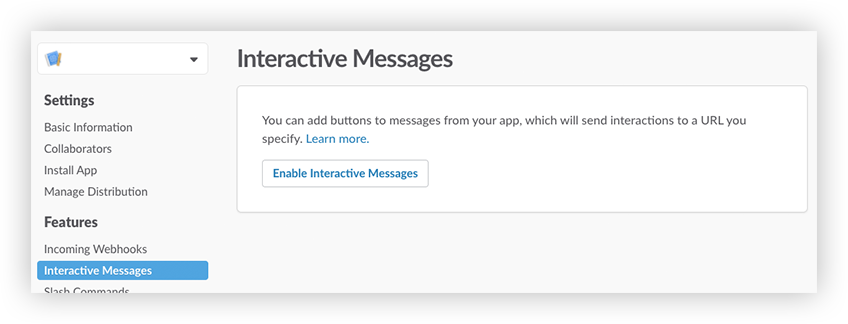 Interactive Messages
Settings
Basic Information
Collaborators
Install App
Manage Distribution
Features
Incoming Webhooks
Interactive Messages
Slash Commands
You can add buttons to messages from your app, which will send interactions to a URL you
specify. Learn more.
Enable Interactive Messages